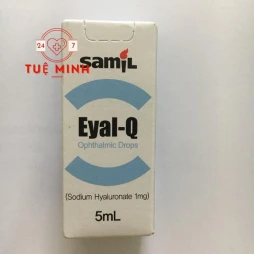 24 7
TUỆ MINH
samil
Eyal-Q
Ophthalmic Drops
(Sodium Hyaluronate 1mg)
5mL